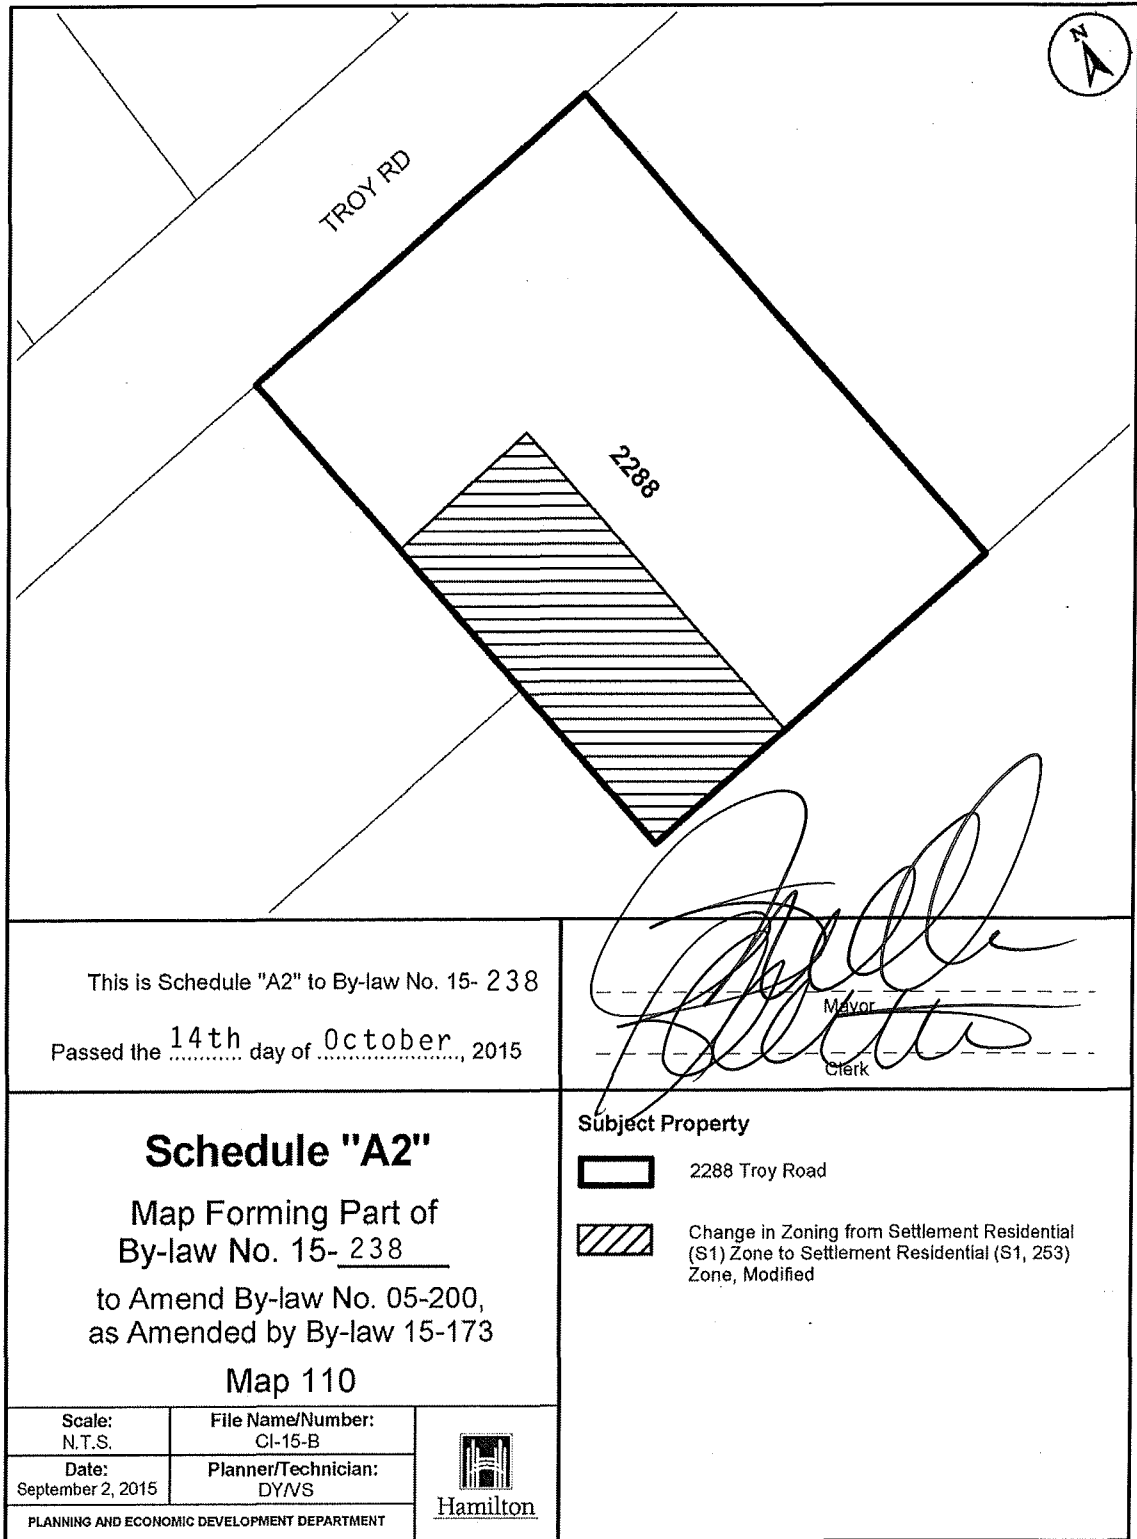 N
TROY RD
2288
This is Schedule "A2" to By-law No. 15- 238
Passed the 14th day of October, 2015
Mayor
Clerk
Schedule "A2"
Map Forming Part of
By-law No. 15- 238
to Amend By-law No. 05-200,
as Amended by By-law 15-173
Map 110
Scale:
N.T.S.
File Name/Number:
CI-15-B
Date:
September 2, 2015
Planner/Technician:
DY/VS
PLANNING AND ECONOMIC DEVELOPMENT DEPARTMENT
Hamilton
Subject Property
2288 Troy Road
Change in Zoning from Settlement Residential
(S1) Zone to Settlement Residential (S1, 253)
Zone, Modified